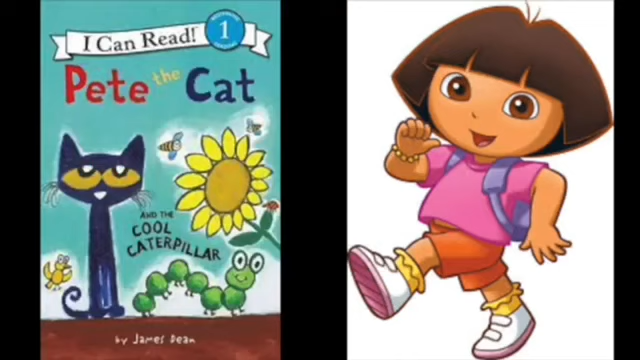 I Can Read!
1
Pete the Cat
AND THE
COOL
CATERPILLAR
by James Dean